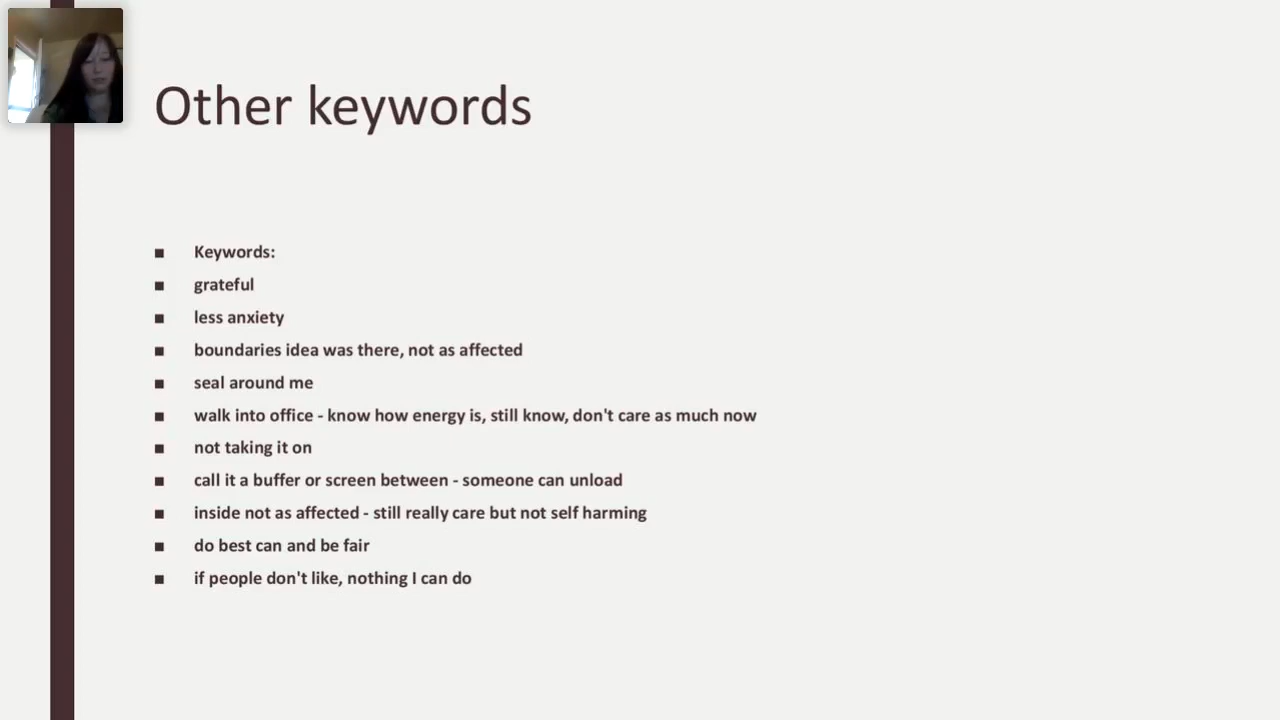 Other keywords
Keywords:
grateful
less anxiety
boundaries idea was there, not as affected
seal around me
walk into office - know how energy is, still know, don't care as much now
not taking it on
call it a buffer or screen between - someone can unload
inside not as affected - still really care but not self harming
do best can and be fair
if people don't like, nothing I can do